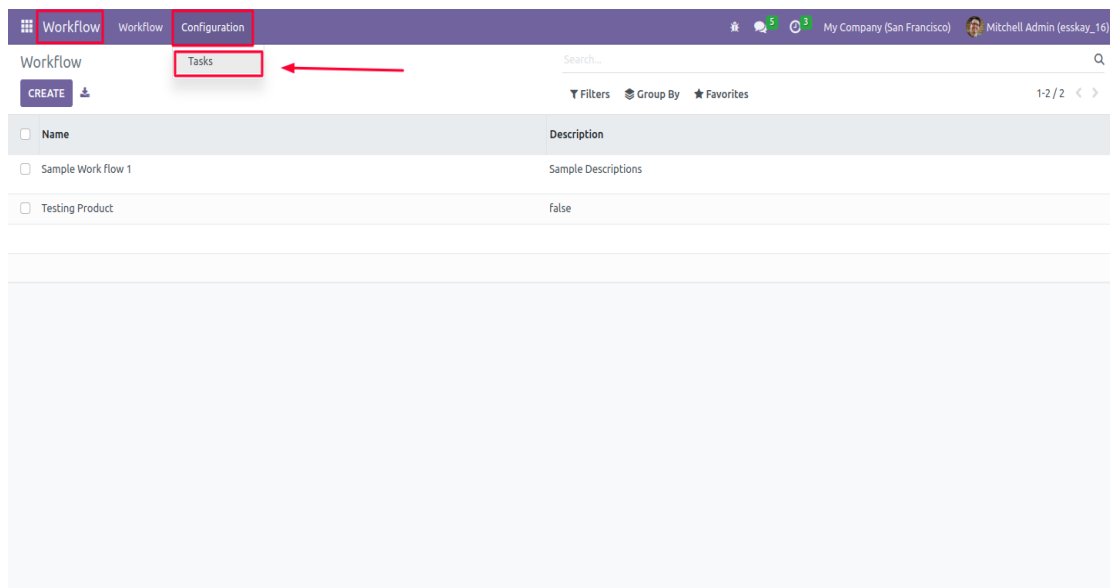 Workflow Workflow Configuration 5 3 My Company (San Francisco) Mitchell Admin (esskay_16)
Workflow Tasks Search...
CREATE Filters Group By Favorites 1-2 / 2
Name Description
Sample Work flow 1 Sample Descriptions
Testing Product false